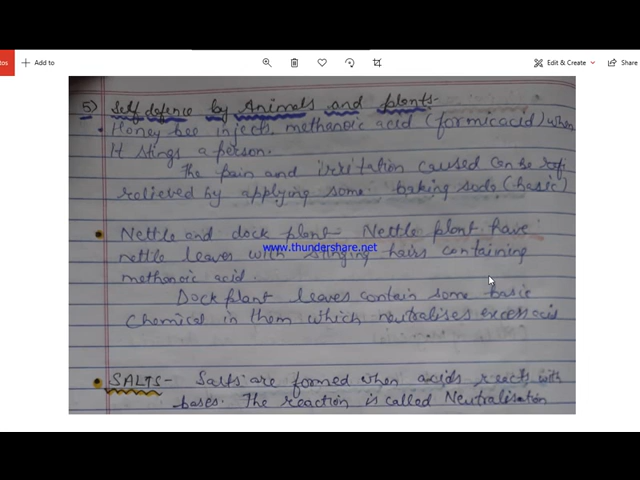 Add to
Edit & Create
Share
5) Self defence by Animals and plants-
Honey bee injects methanoic acid (formic acid) when
It stings a person.
The pain and irritation caused can be
relieved by applying some baking soda (basic)
Nettle and dock plant- Nettle plant have
www.thundershare.net
nettle leaves with stinging hairs containing
methanoic acid.
Dock plant leaves contain some basic
Chemical in them which neutralises excess acid
SALTS- Salts are formed when acids reacts with
bases. The reaction is called Neutralisation